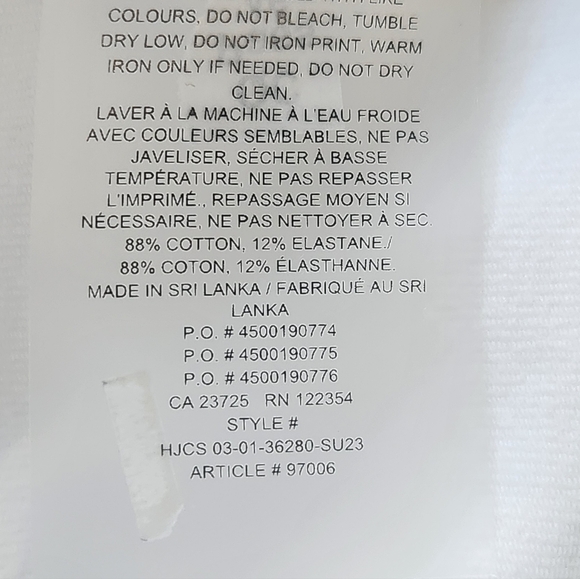 COLOURS, DO NOT BLEACH, TUMBLE
DRY LOW, DO NOT IRON PRINT, WARM
IRON ONLY IF NEEDED, DO NOT DRY
CLEAN.
LAVER À LA MACHINE À L'EAU FROIDE
AVEC COULEURS SEMBLABLES, NE PAS
JAVELISER, SÉCHER À BASSE
TEMPÉRATURE, NE PAS REPASSER
L'IMPRIMÉ., REPASSAGE MOYEN SI
NÉCESSAIRE, NE PAS NETTOYER À SEC.
88% COTTON, 12% ELASTANE./
88% COTON, 12% ÉLASTHANNE.
MADE IN SRI LANKA / FABRIQUÉ AU SRI
LANKA
P.O. # 4500190774
P.O. # 4500190775
P.O. # 4500190776
CA 23725 RN 122354
STYLE #
HJCS 03-01-36280-SU23
ARTICLE # 97006